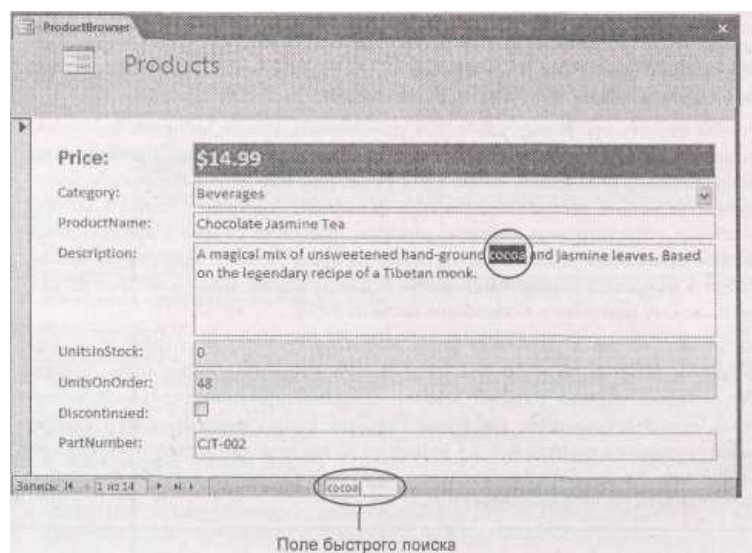 ProductBrowser
Products
Price: $14.99
Category: Beverages
ProductName: Chocolate Jasmine Tea
Description: A magical mix of unsweetened hand-ground cocoa and jasmine leaves. Based
on the legendary recipe of a Tibetan monk.
UnitsInStock: 0
UnitsOnOrder: 48
Discontinued:
PartNumber: CJT-002
Записи: 1 из 14 cocoa
Поле быстрого поиска